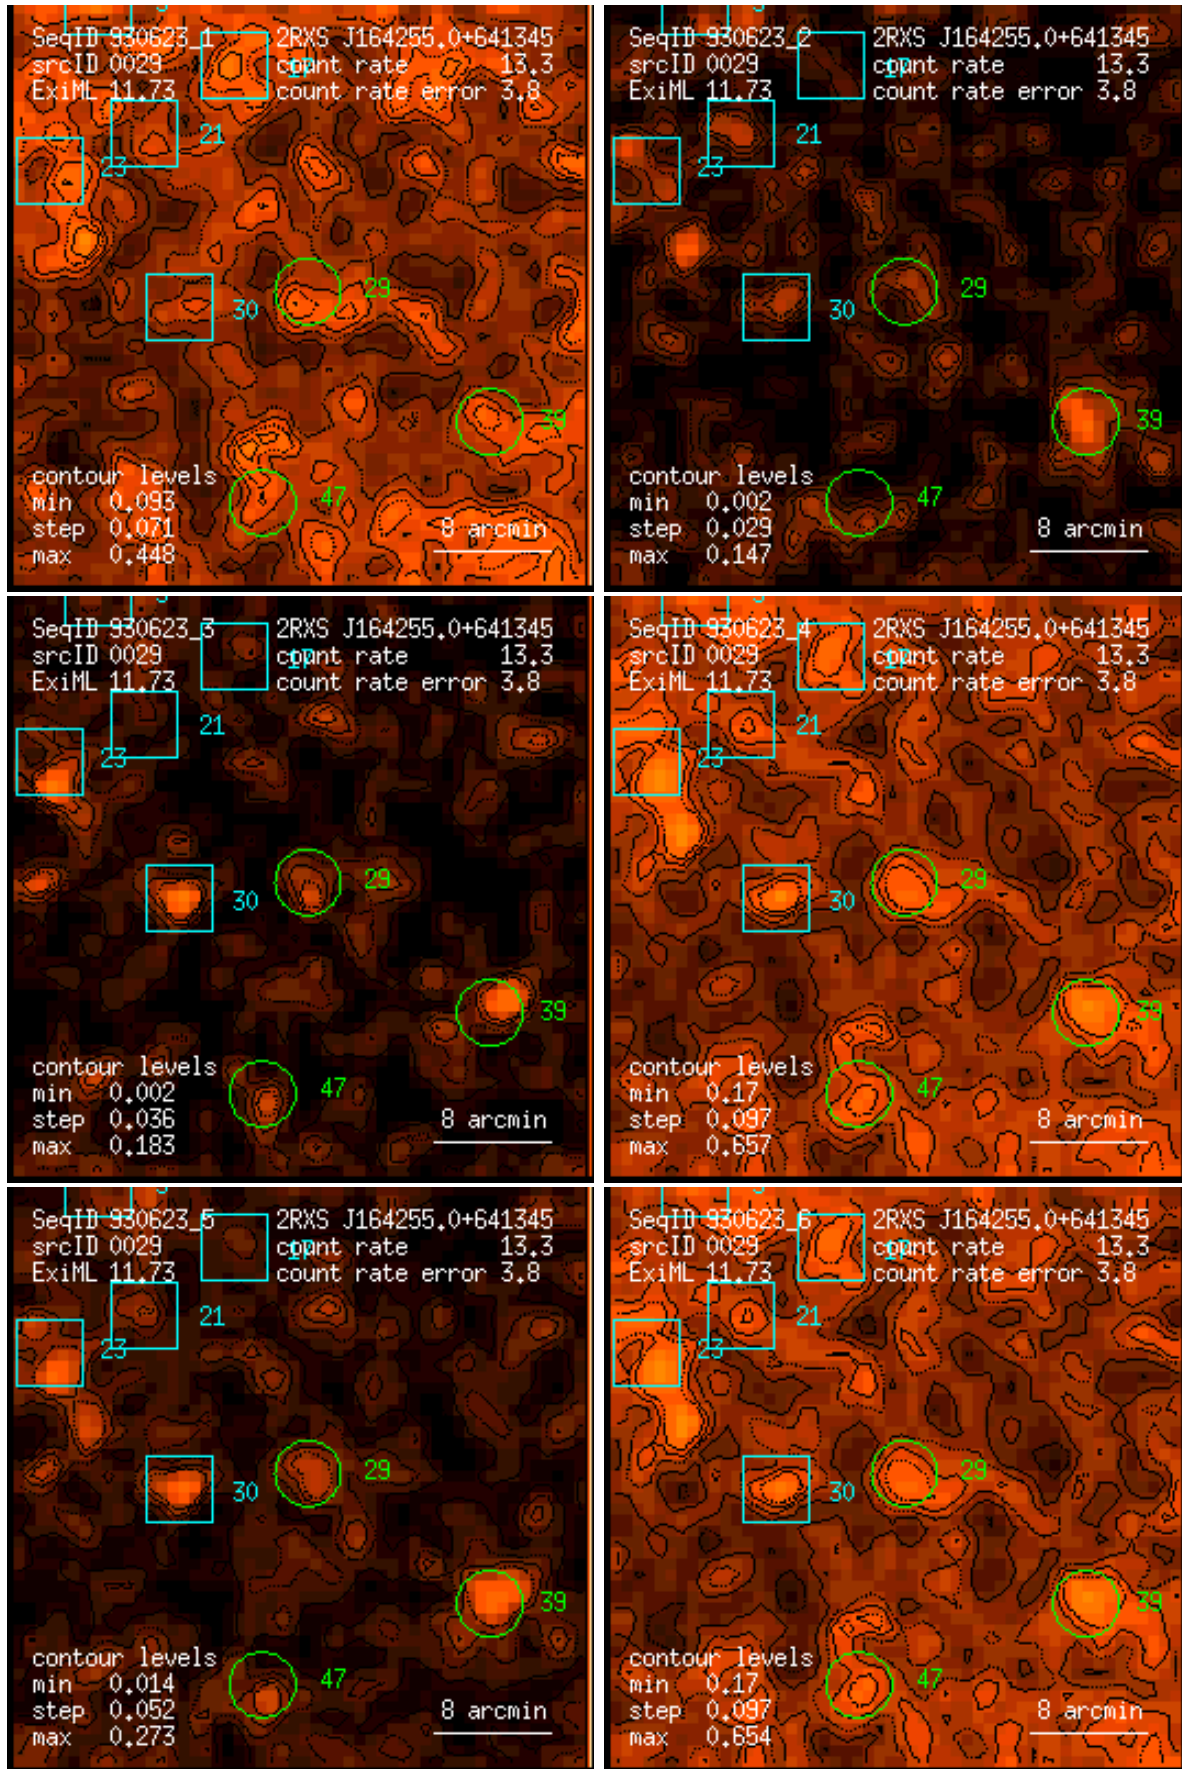 SeqID 930623_1 2RXS J164255.0+641345
srcID 0029 17 count rate 13.3
ExiML 11.73 count rate error 3.8
21
23
29
30
39
contour levels
min 0.093 47
step 0.071 8 arcmin
max 0.448
SeqID 930623_2 2RXS J164255.0+641345
srcID 0029 17 count rate 13.3
ExiML 11.73 count rate error 3.8
21
23
29
30
39
contour levels
min 0.002 47
step 0.029 8 arcmin
max 0.147
SeqID 930623_3 2RXS J164255.0+641345
srcID 0029 17 count rate 13.3
ExiML 11.73 count rate error 3.8
21
23
29
30
39
contour levels
min 0.002 47
step 0.036 8 arcmin
max 0.183
SeqID 930623_4 2RXS J164255.0+641345
srcID 0029 17 count rate 13.3
ExiML 11.73 count rate error 3.8
21
23
29
30
39
contour levels
min 0.17 47
step 0.097 8 arcmin
max 0.657
SeqID 930623_5 2RXS J164255.0+641345
srcID 0029 17 count rate 13.3
ExiML 11.73 count rate error 3.8
21
23
29
30
39
contour levels
min 0.014 47
step 0.052 8 arcmin
max 0.273
SeqID 930623_6 2RXS J164255.0+641345
srcID 0029 17 count rate 13.3
ExiML 11.73 count rate error 3.8
21
23
29
30
39
contour levels
min 0.17 47
step 0.097 8 arcmin
max 0.654